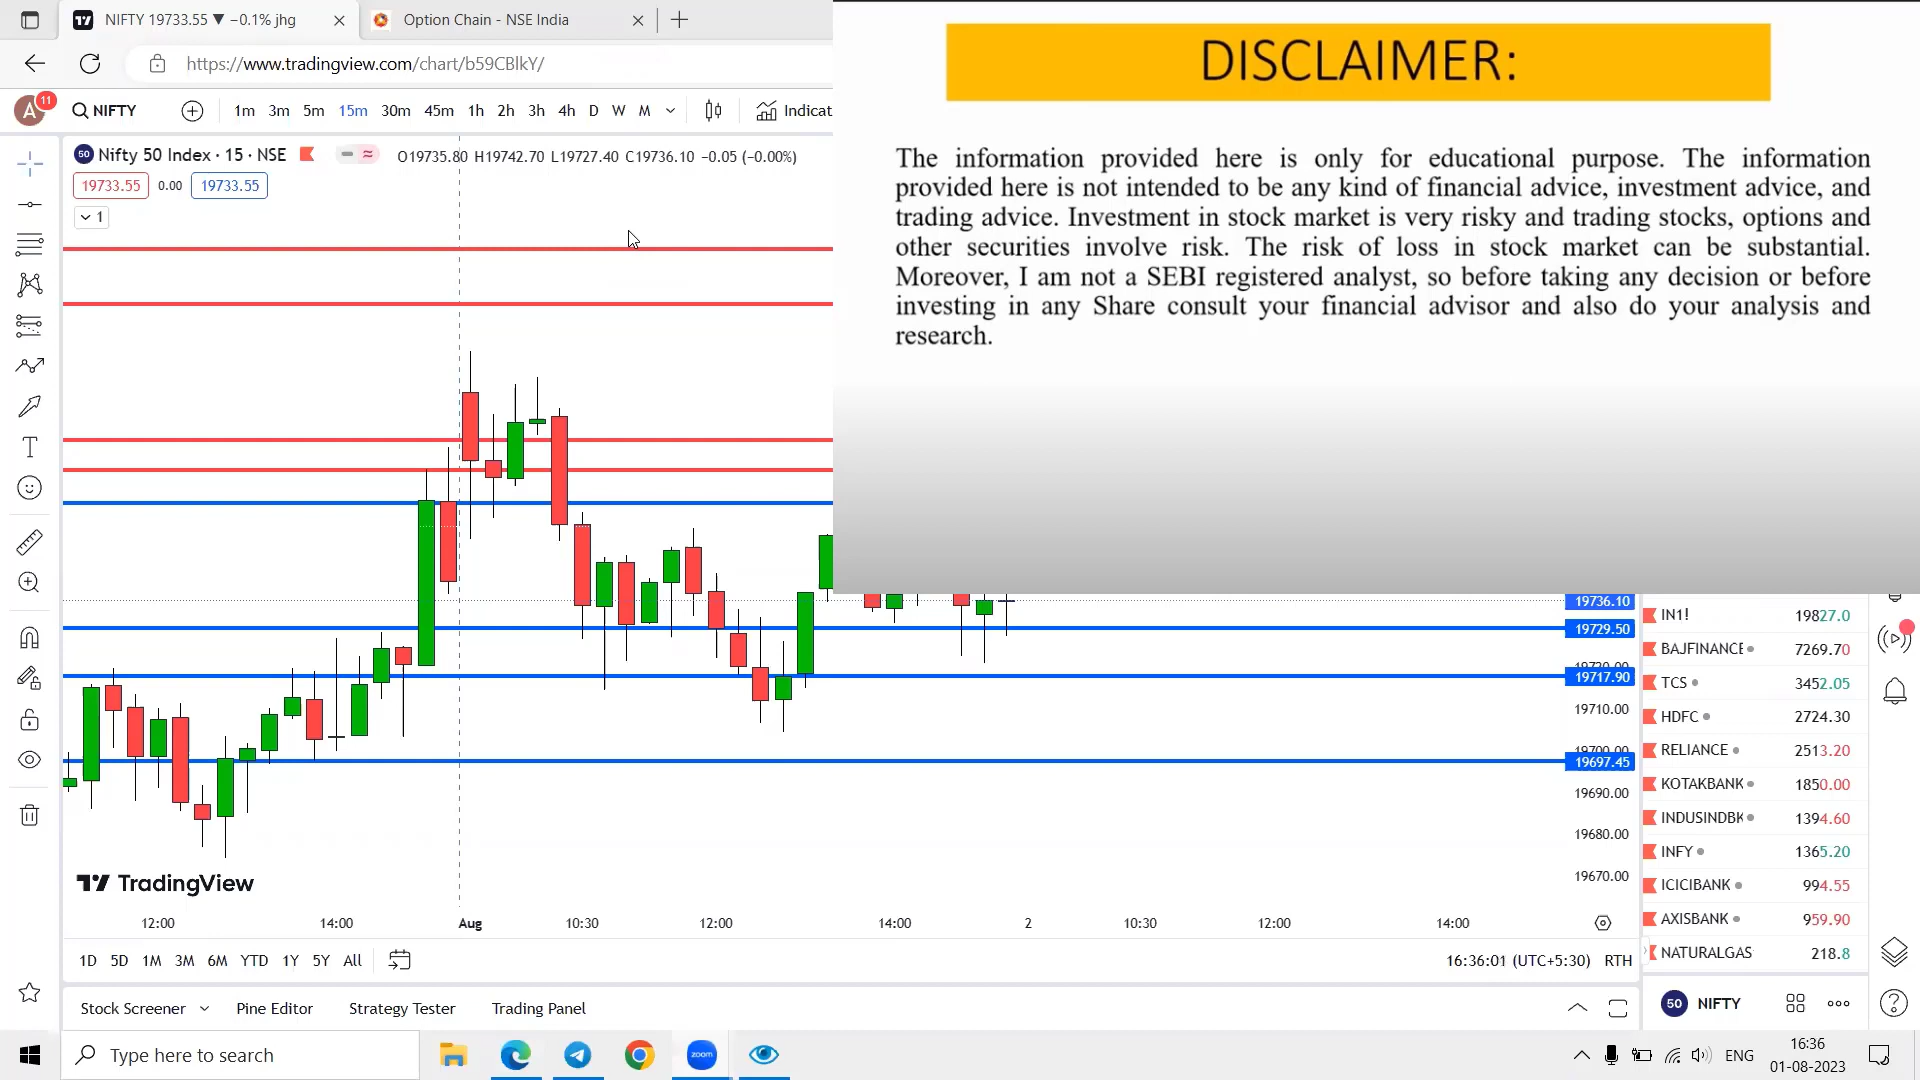 NIFTY 19733.55 ▼ −0.1% jhg
Option Chain - NSE India
https://www.tradingview.com/chart/b59CBlkY/
A
11
NIFTY
1m 3m 5m 15m 30m 45m 1h 2h 3h 4h D W M
Indicat
50 Nifty 50 Index · 15 · NSE
O19735.80 H19742.70 L19727.40 C19736.10 −0.05 (−0.00%)
19733.55 0.00 19733.55
1
DISCLAIMER:
The information provided here is only for educational purpose. The information
provided here is not intended to be any kind of financial advice, investment advice, and
trading advice. Investment in stock market is very risky and trading stocks, options and
other securities involve risk. The risk of loss in stock market can be substantial.
Moreover, I am not a SEBI registered analyst, so before taking any decision or before
investing in any Share consult your financial advisor and also do your analysis and
research.
19736.10
19729.50
19720.00
19717.90
19710.00
19700.00
19697.45
19690.00
19680.00
19670.00
IN1! 19827.0
BAJFINANCE 7269.70
TCS 3452.05
HDFC 2724.30
RELIANCE 2513.20
KOTAKBANK 1850.00
INDUSINDBK 1394.60
INFY 1365.20
ICICIBANK 994.55
AXISBANK 959.90
NATURALGAS 218.8
TradingView
12:00 14:00 Aug 10:30 12:00 14:00 2 10:30 12:00 14:00
1D 5D 1M 3M 6M YTD 1Y 5Y All
16:36:01 (UTC+5:30) RTH
Stock Screener Pine Editor Strategy Tester Trading Panel
50 NIFTY
Type here to search
zoom
ENG
16:36
01-08-2023